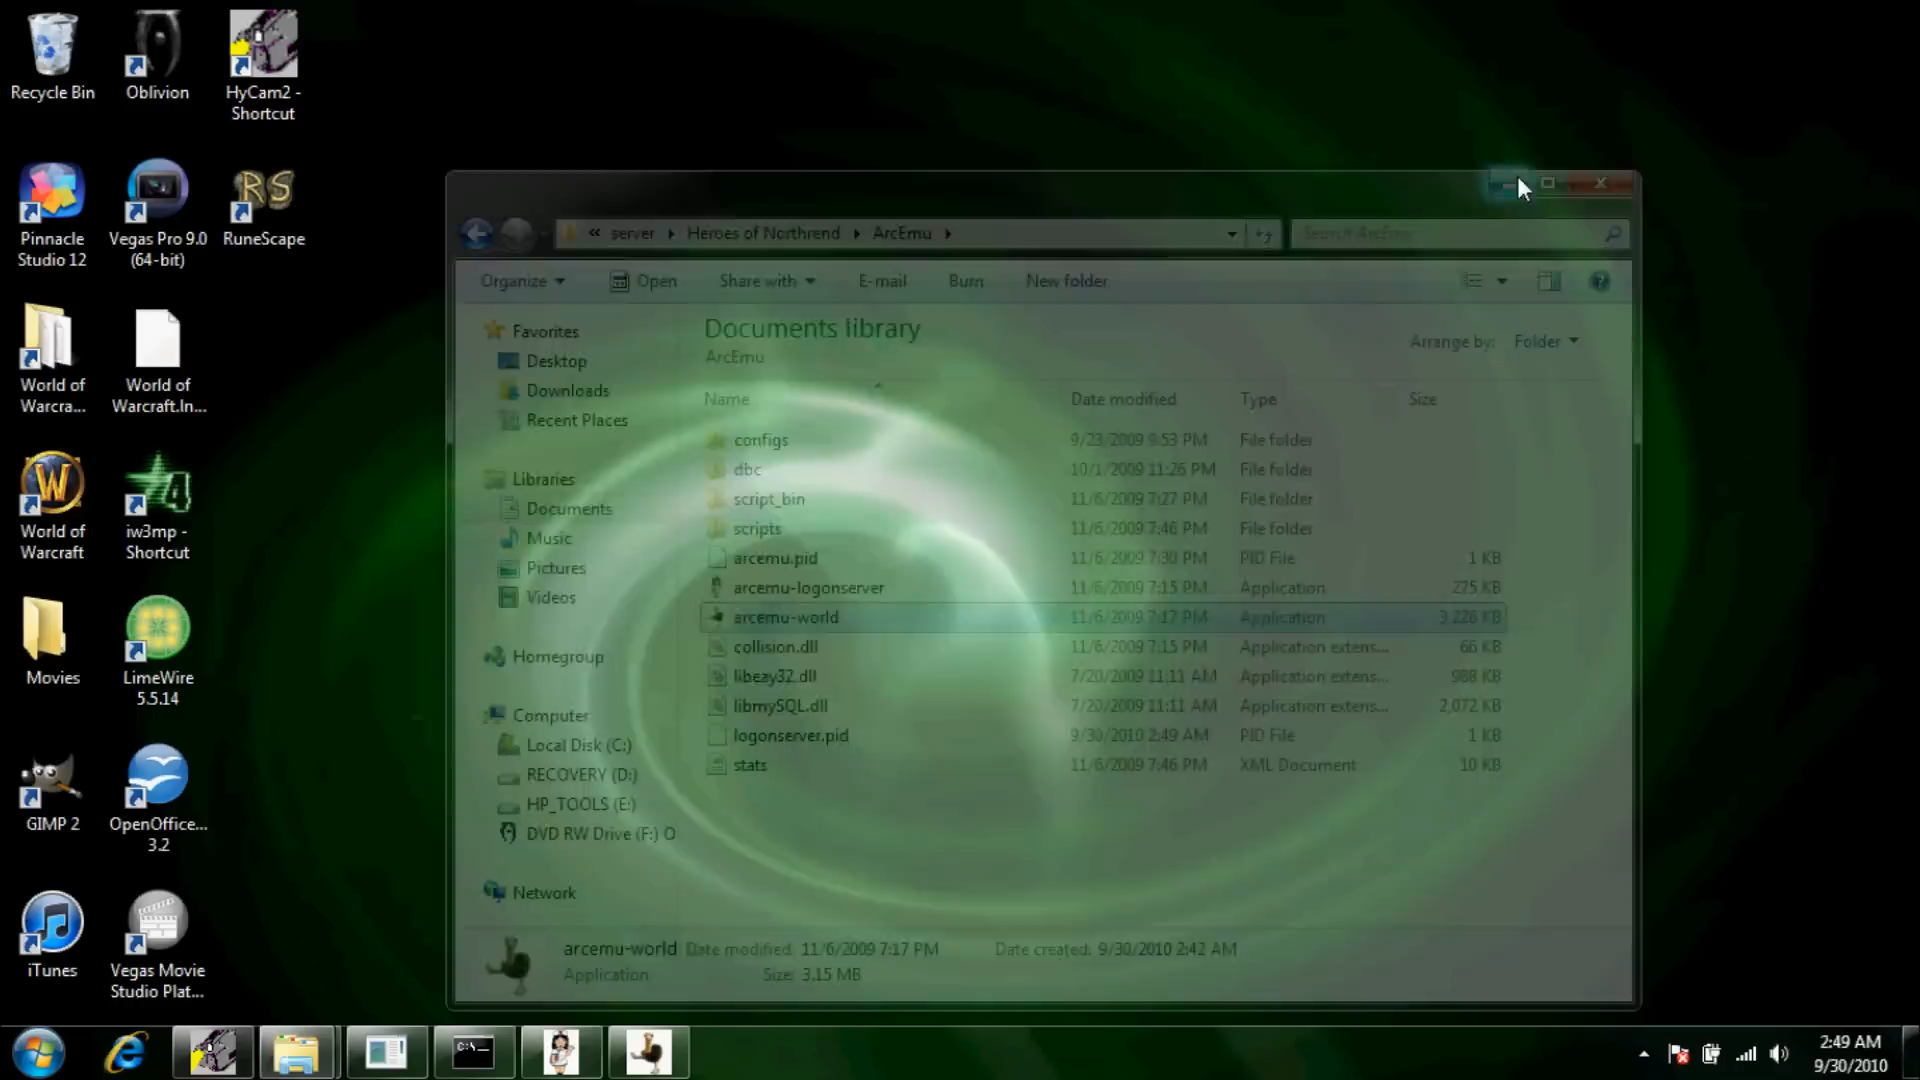 Recycle Bin
Oblivion
HyCam2 -
Shortcut
Pinnacle
Studio 12
Vegas Pro 9.0
(64-bit)
RS
RuneScape
World of
Warcra...
World of
Warcraft.In...
W
World of
Warcraft
4
iw3mp -
Shortcut
Movies
LimeWire
5.5.14
GIMP 2
OpenOffice...
3.2
iTunes
Vegas Movie
Studio Plat...
« server Heroes of Northrend ArcEmu
Search ArcEmu
Organize Open Share with E-mail Burn New folder
Favorites
Desktop
Downloads
Recent Places
Libraries
Documents
Music
Pictures
Videos
Homegroup
Computer
Local Disk (C:)
RECOVERY (D:)
HP_TOOLS (E:)
DVD RW Drive (F:) O
Network
Documents library
ArcEmu
Arrange by: Folder
Name Date modified Type Size
configs 9/23/2009 9:53 PM File folder
dbc 10/1/2009 11:26 PM File folder
script_bin 11/6/2009 7:27 PM File folder
scripts 11/6/2009 7:46 PM File folder
arcemu.pid 11/6/2009 7:30 PM PID File 1 KB
arcemu-logonserver 11/6/2009 7:15 PM Application 275 KB
arcemu-world 11/6/2009 7:17 PM Application 3,226 KB
collision.dll 11/6/2009 7:15 PM Application extens... 66 KB
libeay32.dll 7/20/2009 11:11 AM Application extens... 988 KB
libmySQL.dll 7/20/2009 11:11 AM Application extens... 2,072 KB
logonserver.pid 9/30/2010 2:49 AM PID File 1 KB
stats 11/6/2009 7:46 PM XML Document 10 KB
arcemu-world Date modified: 11/6/2009 7:17 PM Date created: 9/30/2010 2:42 AM
Application Size: 3.15 MB
C:\
2:49 AM
9/30/2010